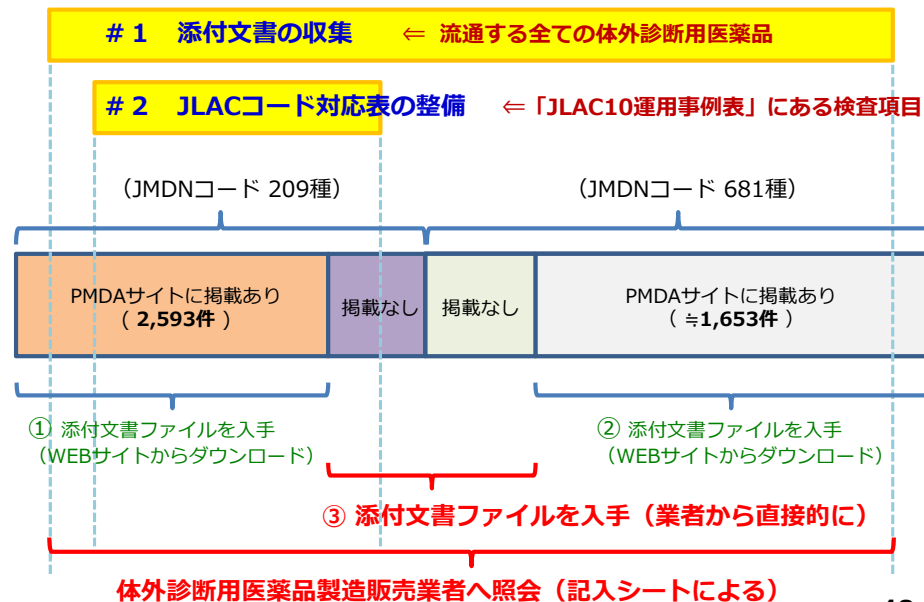 # 1 添付文書の収集 ⇐ 流通する全ての体外診断用医薬品
# 2 JLACコード対応表の整備 ⇐「JLAC10運用事例表」にある検査項目
（JMDNコード 209種）
（JMDNコード 681種）
PMDAサイトに掲載あり
（ 2,593件 ）
掲載なし
掲載なし
PMDAサイトに掲載あり
（ ≒1,653件 ）
① 添付文書ファイルを入手
（WEBサイトからダウンロード）
② 添付文書ファイルを入手
（WEBサイトからダウンロード）
③ 添付文書ファイルを入手（業者から直接的に）
体外診断用医薬品製造販売業者へ照会（記入シートによる）